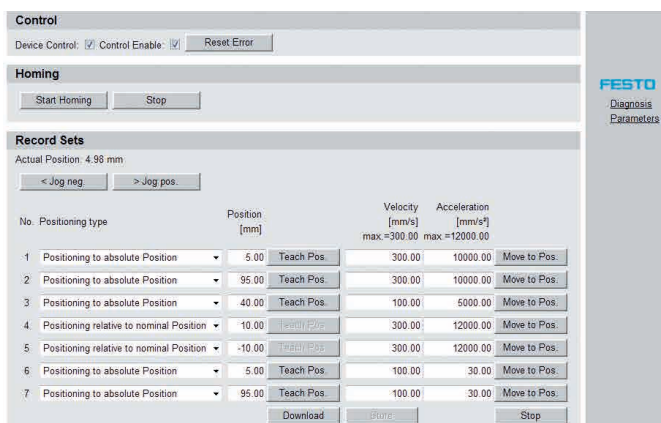 Control
Device Control: Control Enable: Reset Error
Homing
Start Homing Stop
FESTO
Diagnosis
Parameters
Record Sets
Actual Position: 4.98 mm
< Jog neg. > Jog pos.
No. Positioning type Position [mm] Velocity [mm/s] max.=300.00 Acceleration [mm/s²] max.=12000.00
1 Positioning to absolute Position 5.00 Teach Pos. 300.00 10000.00 Move to Pos.
2 Positioning to absolute Position 95.00 Teach Pos. 300.00 10000.00 Move to Pos.
3 Positioning to absolute Position 40.00 Teach Pos. 100.00 5000.00 Move to Pos.
4 Positioning relative to nominal Position 10.00 Teach Pos. 300.00 12000.00 Move to Pos.
5 Positioning relative to nominal Position -10.00 Teach Pos. 300.00 12000.00 Move to Pos.
6 Positioning to absolute Position 5.00 Teach Pos. 100.00 30.00 Move to Pos.
7 Positioning to absolute Position 95.00 Teach Pos. 100.00 30.00 Move to Pos.
Download Store Stop